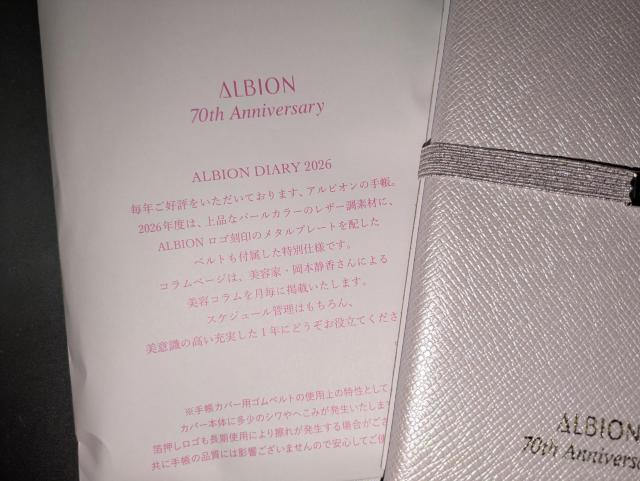 ALBION
70th Anniversary
ALBION DIARY 2026
毎年ご好評をいただいております、アルビオンの手帳。
2026年度は、上品なパールカラーのレザー調素材に、
ALBION ロゴ刻印のメタルプレートを配した
ベルトも付属した特別仕様です。
コラムページは、美容家・岡本静香さんによる
美容コラムを月毎に掲載いたします。
スケジュール管理はもちろん、
美意識の高い充実した1年にどうぞお役立てくださ
※手帳カバー用ゴムベルトの使用上の特性として
カバー本体に多少のシワやへこみが発生いたしま
箔押しロゴも長期使用により擦れが発生する場合がござ
共に手帳の品質には影響ございませんので安心してご使
ALBION
70th Anniversa